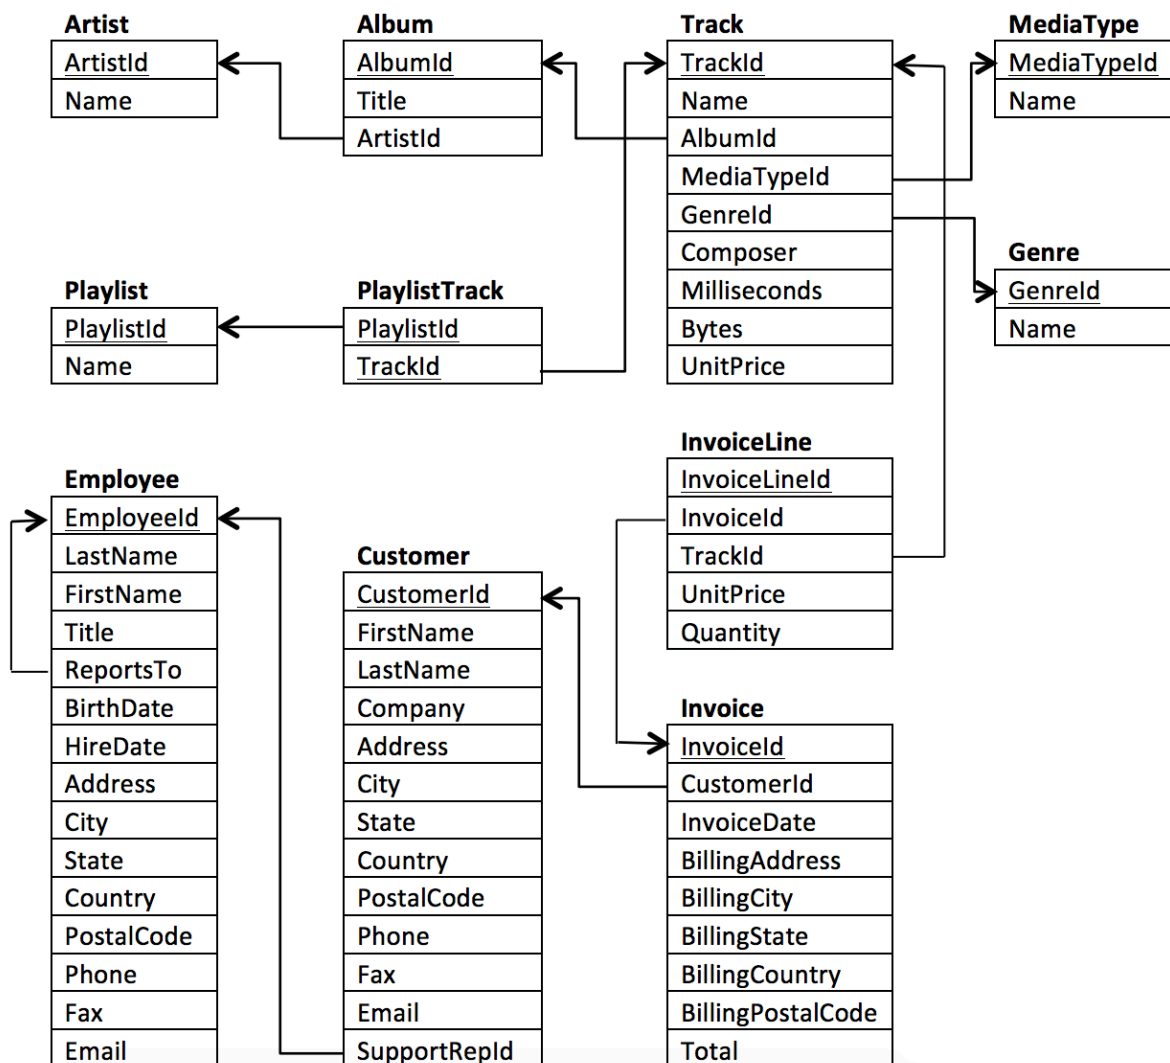 Artist
ArtistId
Name
Album
AlbumId
Title
ArtistId
Track
TrackId
Name
AlbumId
MediaTypeId
GenreId
Composer
Milliseconds
Bytes
UnitPrice
MediaType
MediaTypeId
Name
Genre
GenreId
Name
Playlist
PlaylistId
Name
PlaylistTrack
PlaylistId
TrackId
Employee
EmployeeId
LastName
FirstName
Title
ReportsTo
BirthDate
HireDate
Address
City
State
Country
PostalCode
Phone
Fax
Email
Customer
CustomerId
FirstName
LastName
Company
Address
City
State
Country
PostalCode
Phone
Fax
Email
SupportRepId
InvoiceLine
InvoiceLineId
InvoiceId
TrackId
UnitPrice
Quantity
Invoice
InvoiceId
CustomerId
InvoiceDate
BillingAddress
BillingCity
BillingState
BillingCountry
BillingPostalCode
Total